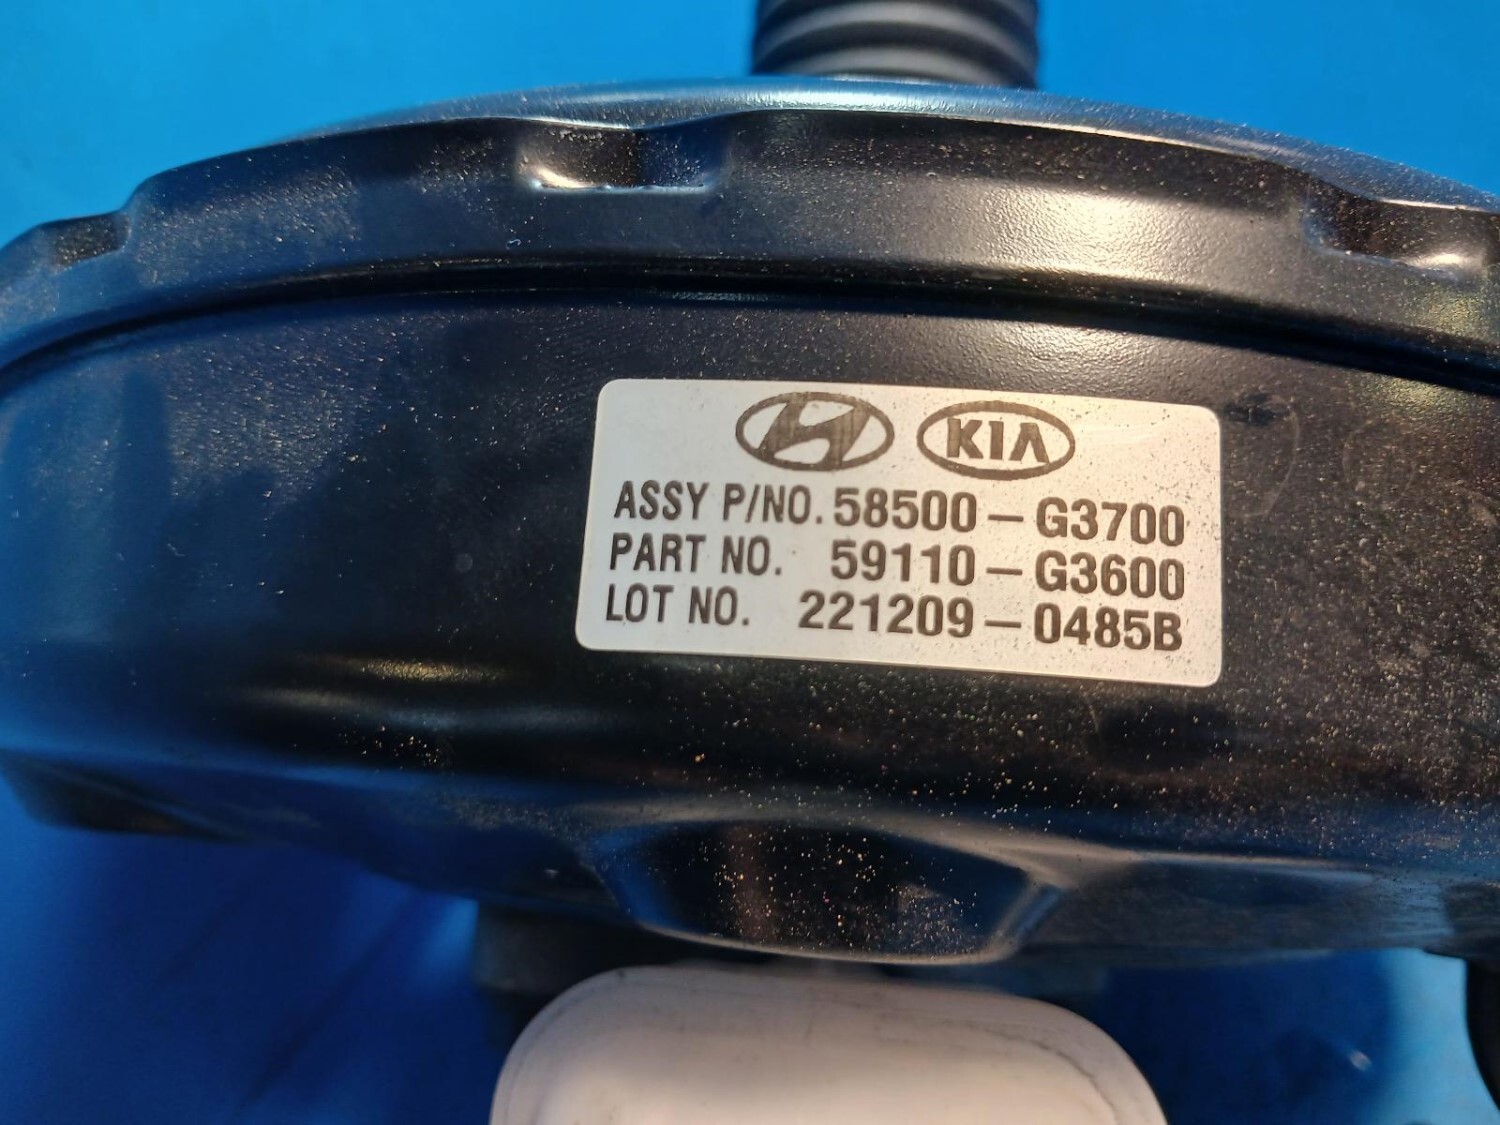 KIA
ASSY P/NO. 58500-G3700
PART NO. 59110-G3600
LOT NO. 221209-0485B